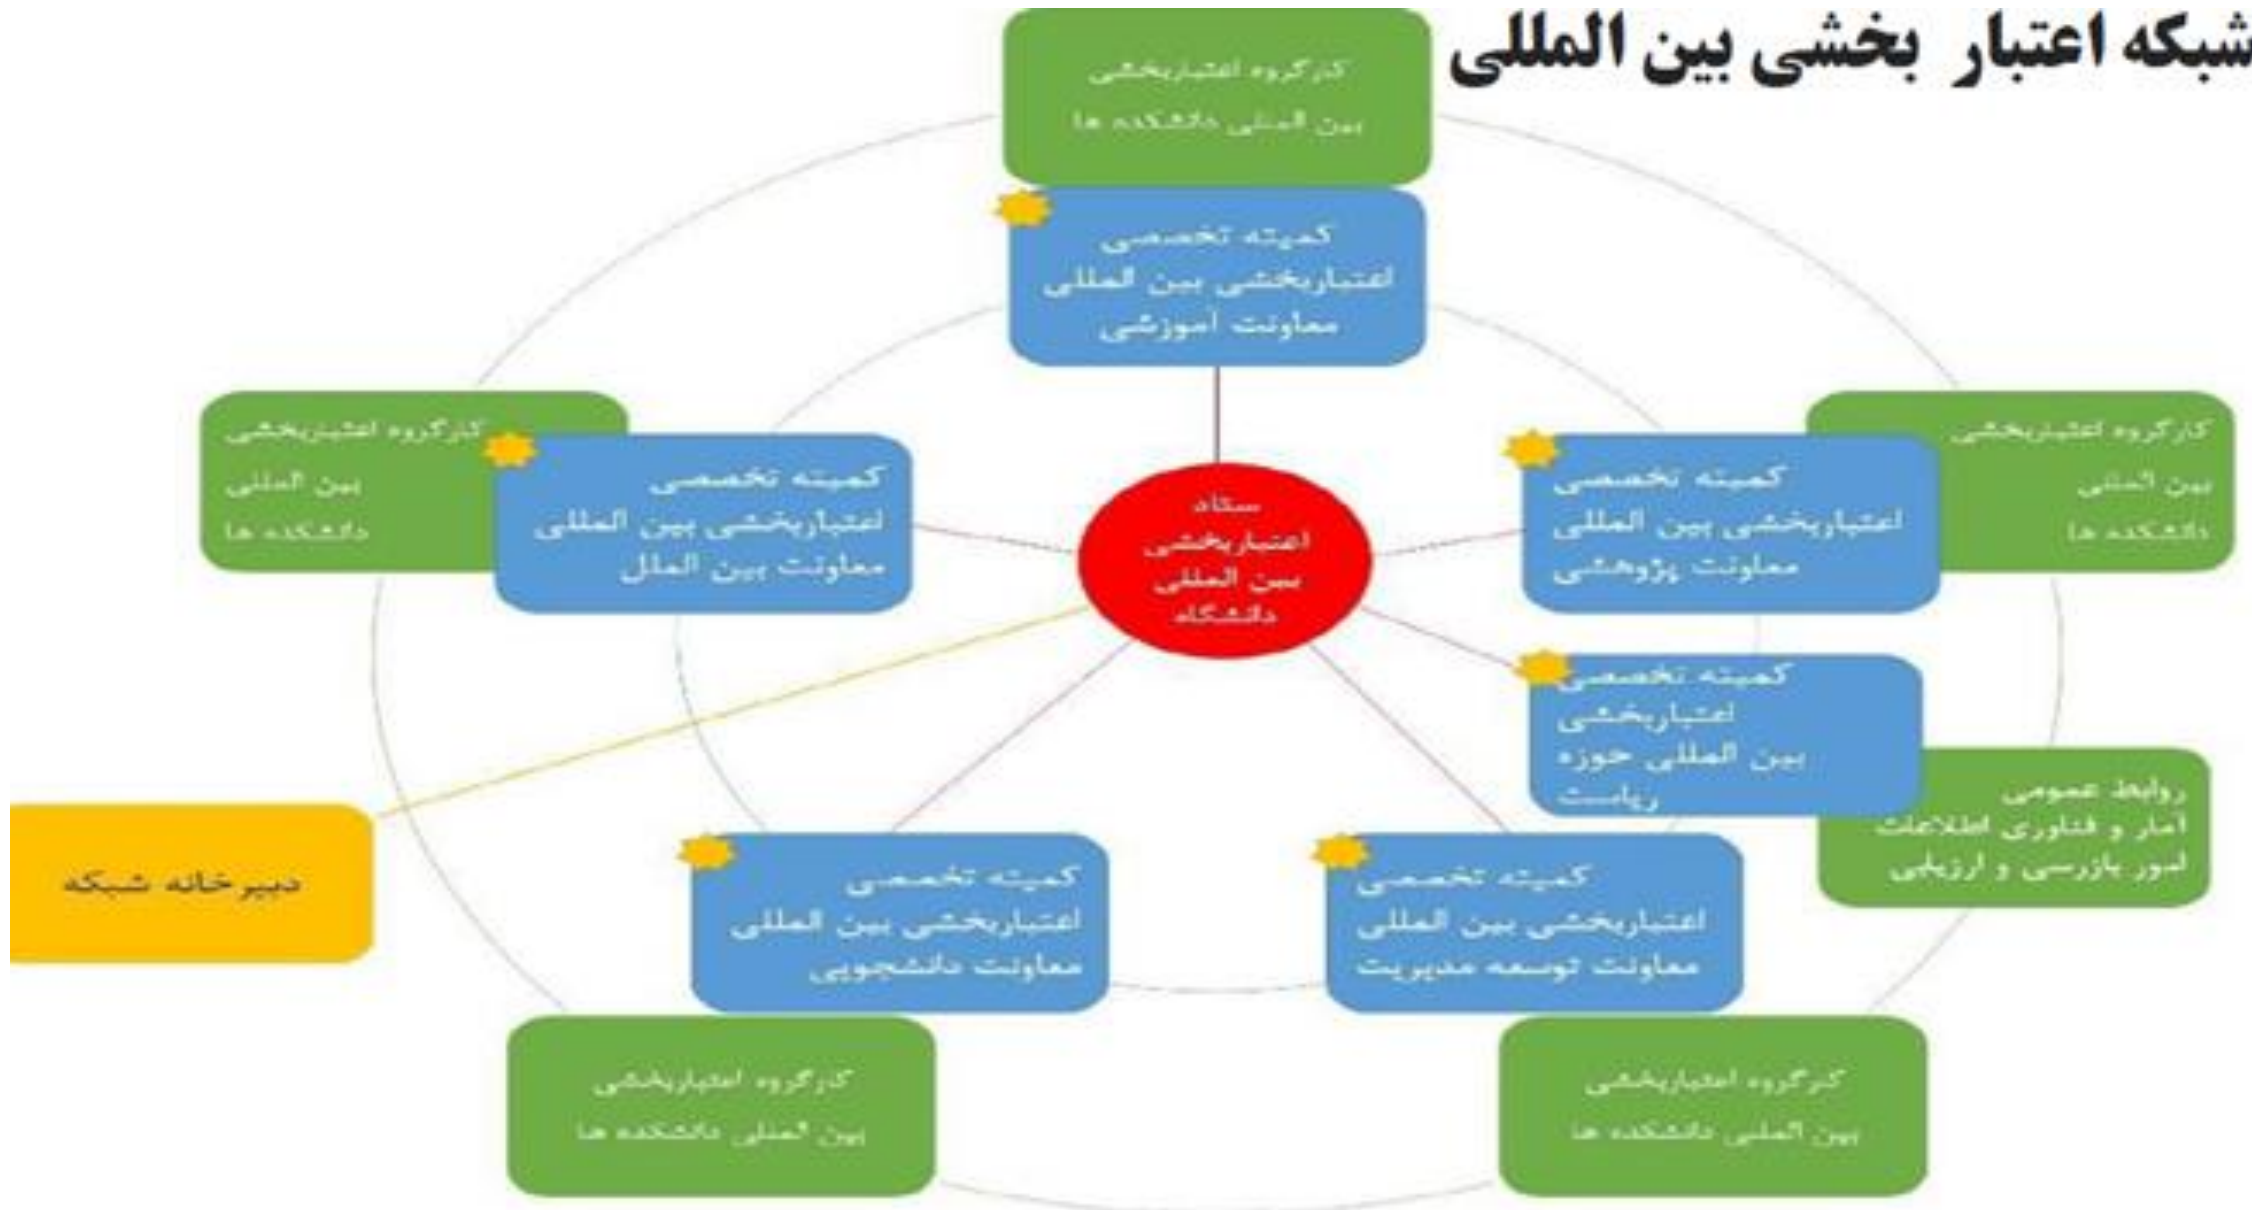 شبکه اعتبار بخشی بین المللی
کارگروه اعتباربخشی
بین المللی دانشکده ها
کمیته تخصصی
اعتباربخشی بین المللی
معاونت آموزشی
کارگروه اعتباربخشی
بین المللی
دانشکده ها
کمیته تخصصی
اعتباربخشی بین المللی
معاونت پژوهشی
ستاد
اعتباربخشی
بین المللی
دانشگاه
کمیته تخصصی
اعتباربخشی بین المللی
معاونت بین الملل
کارگروه اعتباربخشی
بین المللی
دانشکده ها
کمیته تخصصی
اعتباربخشی
بین المللی حوزه
ریاست
روابط عمومی
آمار و فناوری اطلاعات
امور بازرسی و ارزیابی
کمیته تخصصی
اعتباربخشی بین المللی
معاونت توسعه مدیریت
کمیته تخصصی
اعتباربخشی بین المللی
معاونت دانشجویی
دبیرخانه شبکه
کارگروه اعتباربخشی
بین المللی دانشکده ها
کارگروه اعتباربخشی
بین المللی دانشکده ها